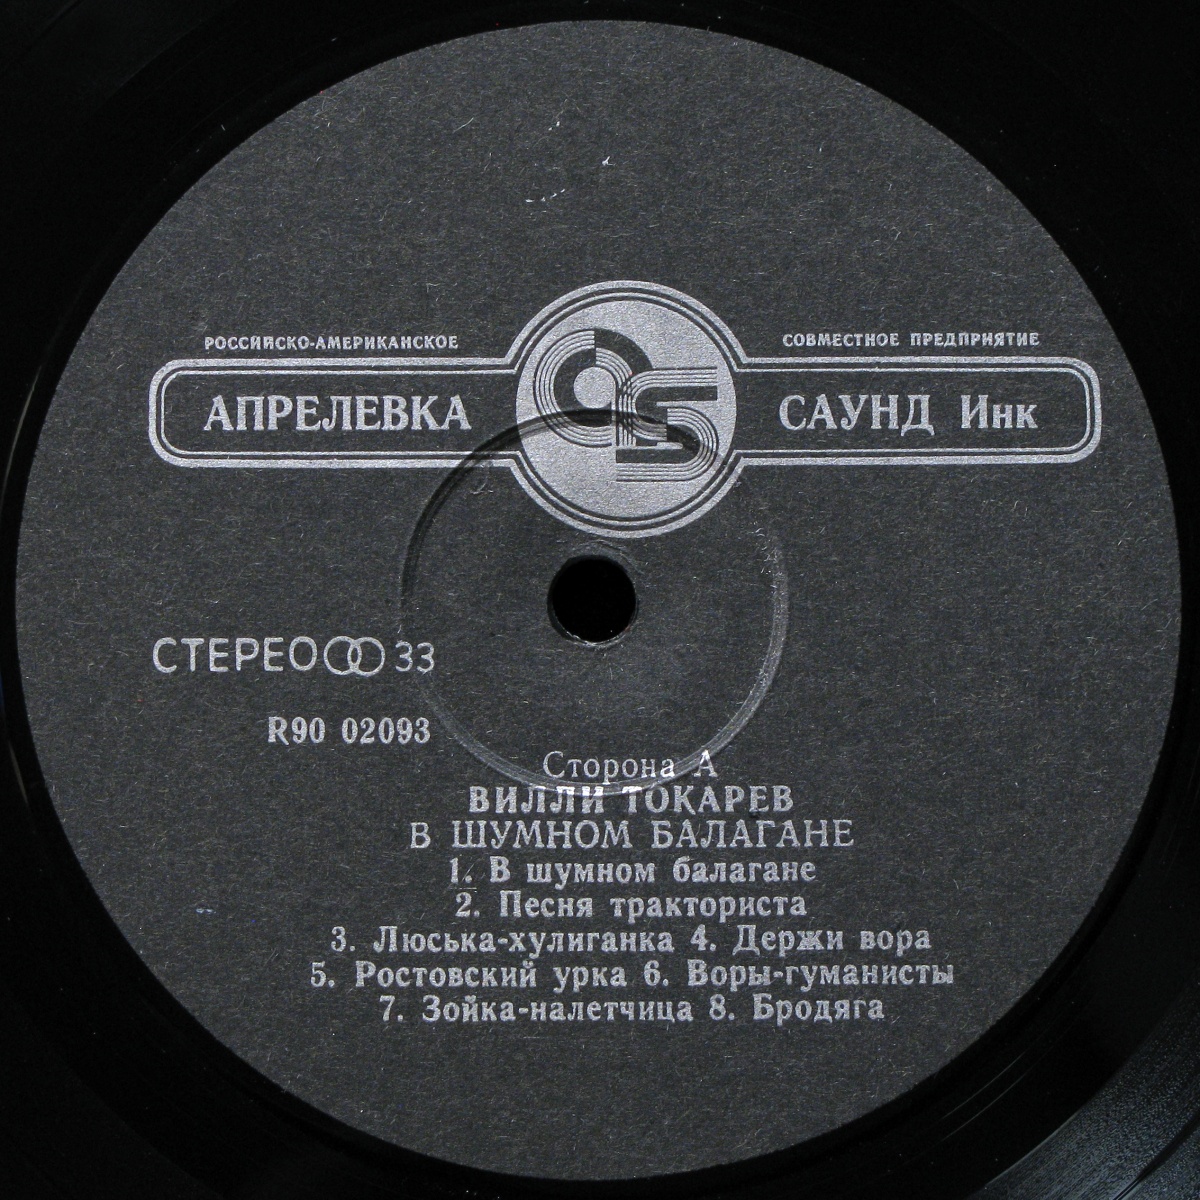 РОССИЙСКО-АМЕРИКАНСКОЕ СОВМЕСТНОЕ ПРЕДПРИЯТИЕ
АПРЕЛЕВКА САУНД Инк
СТЕРЕО 33
R90 02093
Сторона А
ВИЛЛИ ТОКАРЕВ
В ШУМНОМ БАЛАГАНЕ
1. В шумном балагане
2. Песня тракториста
3. Люська-хулиганка 4. Держи вора
5. Ростовский урка 6. Воры-гуманисты
7. Зойка-налетчица 8. Бродяга